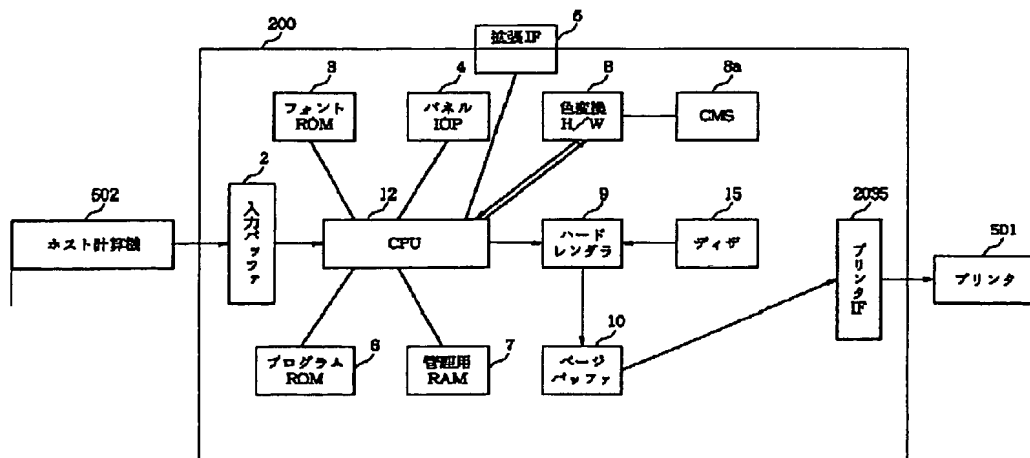 200
5
拡張IF
3
フォント
ROM
4
パネル
IOP
8
色変換
H/W
8a
CMS
2
入力バッファ
502
ホスト計算機
12
CPU
9
ハード
レンダラ
15
ディザ
2035
プリンタIF
501
プリンタ
6
プログラム
ROM
7
管理用
RAM
10
ページ
バッファ